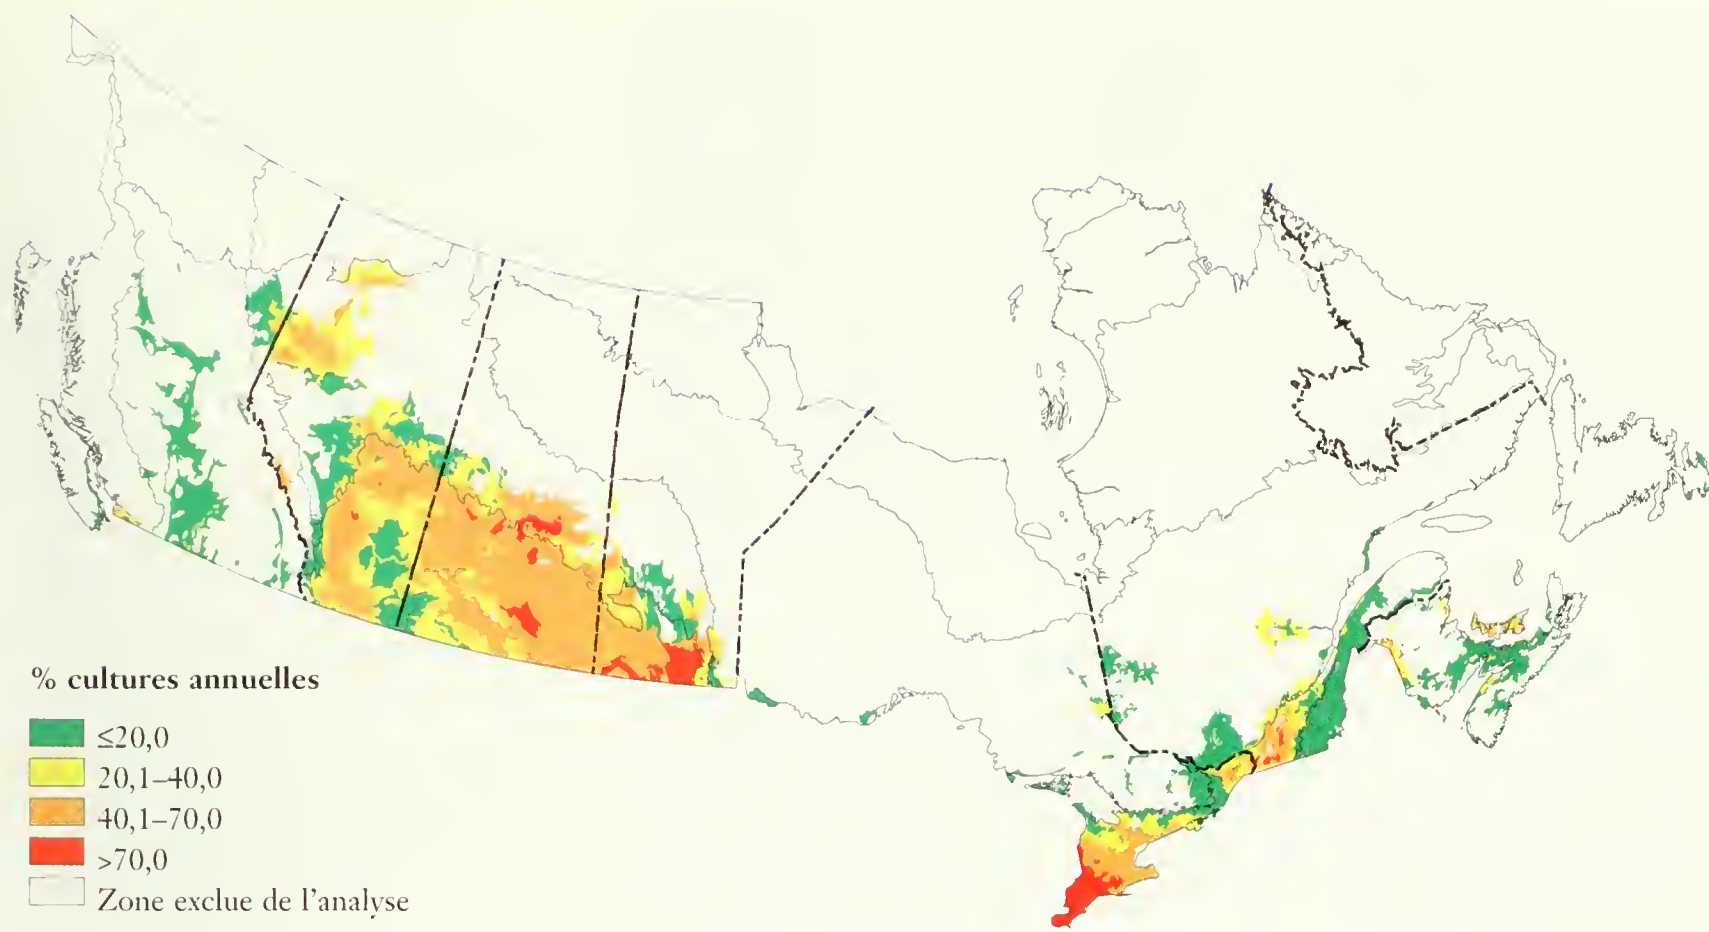 % cultures annuelles
≤20,0
20,1–40,0
40,1–70,0
>70,0
Zone exclue de l'analyse